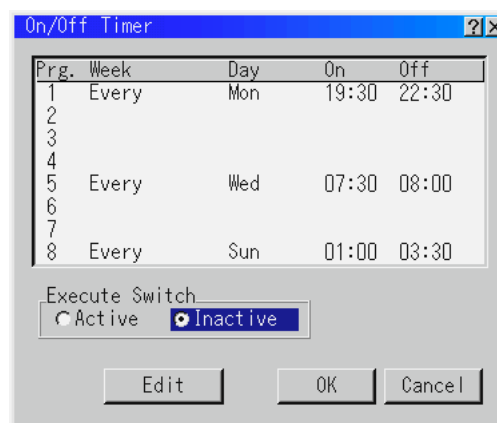 On/Off Timer ? ×
Prg. Week Day On Off
1 Every Mon 19:30 22:30
2
3
4
5 Every Wed 07:30 08:00
6
7
8 Every Sun 01:00 03:30
Execute Switch
Active Inactive
Edit OK Cancel